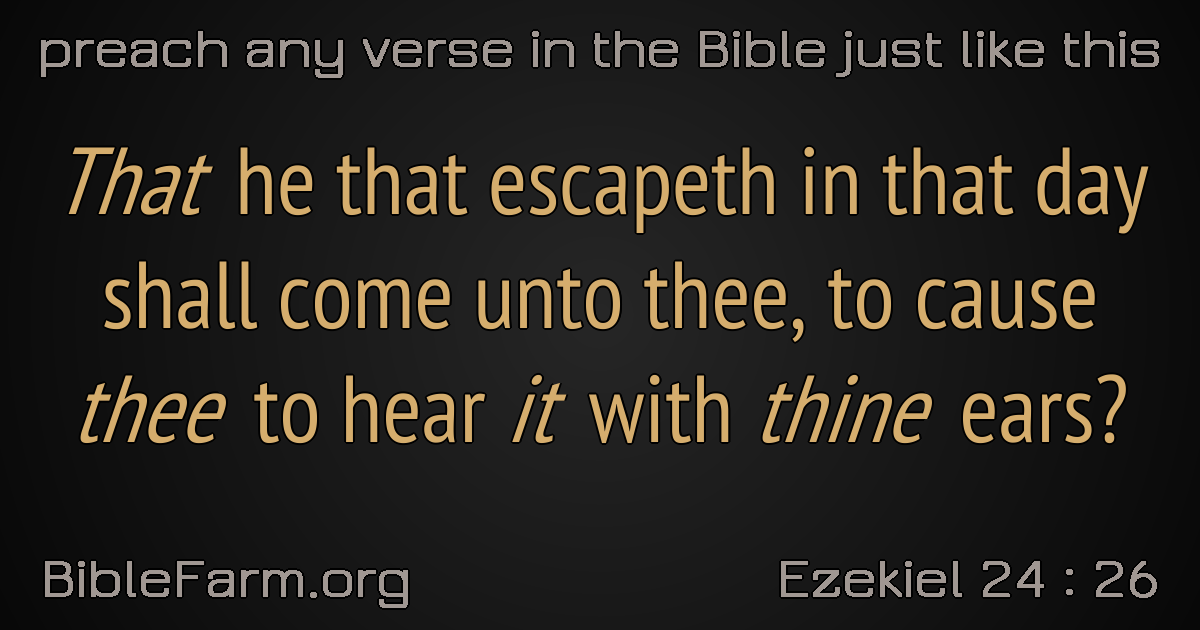 preach any verse in the Bible just like this
That he that escapeth in that day
shall come unto thee, to cause
thee to hear it with thine ears?
BibleFarm.org
Ezekiel 24 : 26